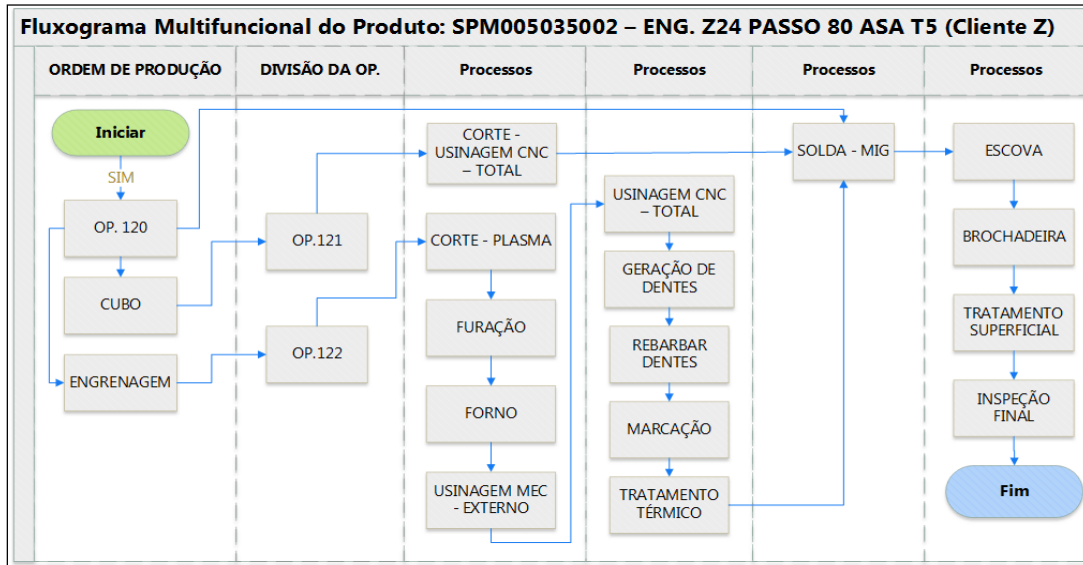 Fluxograma Multifuncional do Produto: SPM005035002 – ENG. Z24 PASSO 80 ASA T5 (Cliente Z)
ORDEM DE PRODUÇÃO
DIVISÃO DA OP.
Processos
Processos
Processos
Processos
Iniciar
SIM
OP. 120
CUBO
ENGRENAGEM
OP.121
OP.122
CORTE -
USINAGEM CNC
– TOTAL
CORTE - PLASMA
FURAÇÃO
FORNO
USINAGEM MEC
- EXTERNO
USINAGEM CNC
– TOTAL
GERAÇÃO DE
DENTES
REBARBAR
DENTES
MARCAÇÃO
TRATAMENTO
TÉRMICO
SOLDA - MIG
ESCOVA
BROCHADEIRA
TRATAMENTO
SUPERFICIAL
INSPEÇÃO
FINAL
Fim